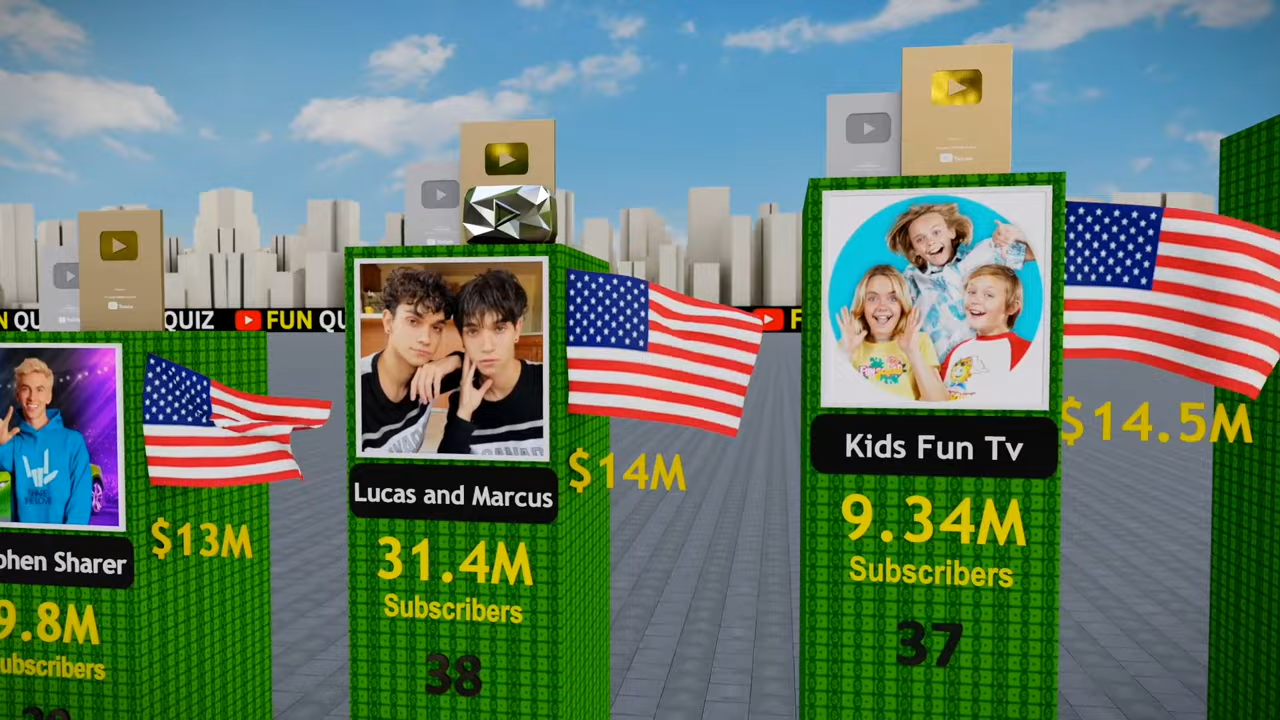 QUIZ
FUN QU
phen Sharer
$13M
9.8M
ubscribers
Lucas and Marcus
$14M
31.4M
Subscribers
38
Kids Fun Tv
$14.5M
9.34M
Subscribers
37